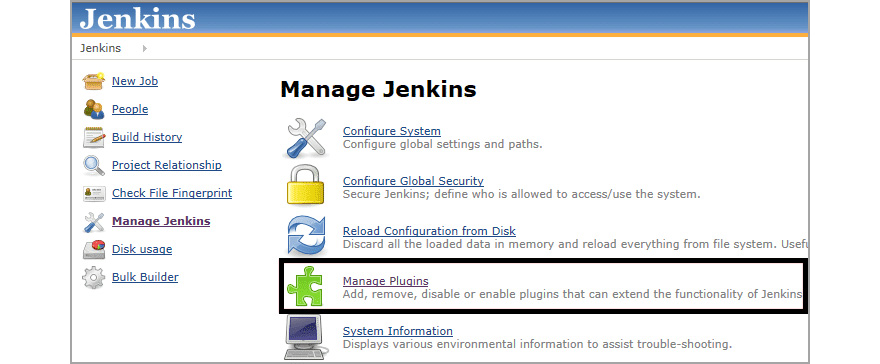 Jenkins
Jenkins
New Job
People
Build History
Project Relationship
Check File Fingerprint
Manage Jenkins
Disk usage
Bulk Builder
Manage Jenkins
Configure System
Configure global settings and paths.
Configure Global Security
Secure Jenkins; define who is allowed to access/use the system.
Reload Configuration from Disk
Discard all the loaded data in memory and reload everything from file system.
Manage Plugins
Add, remove, disable or enable plugins that can extend the functionality of Jenkins
System Information
Displays various environmental information to assist trouble-shooting.